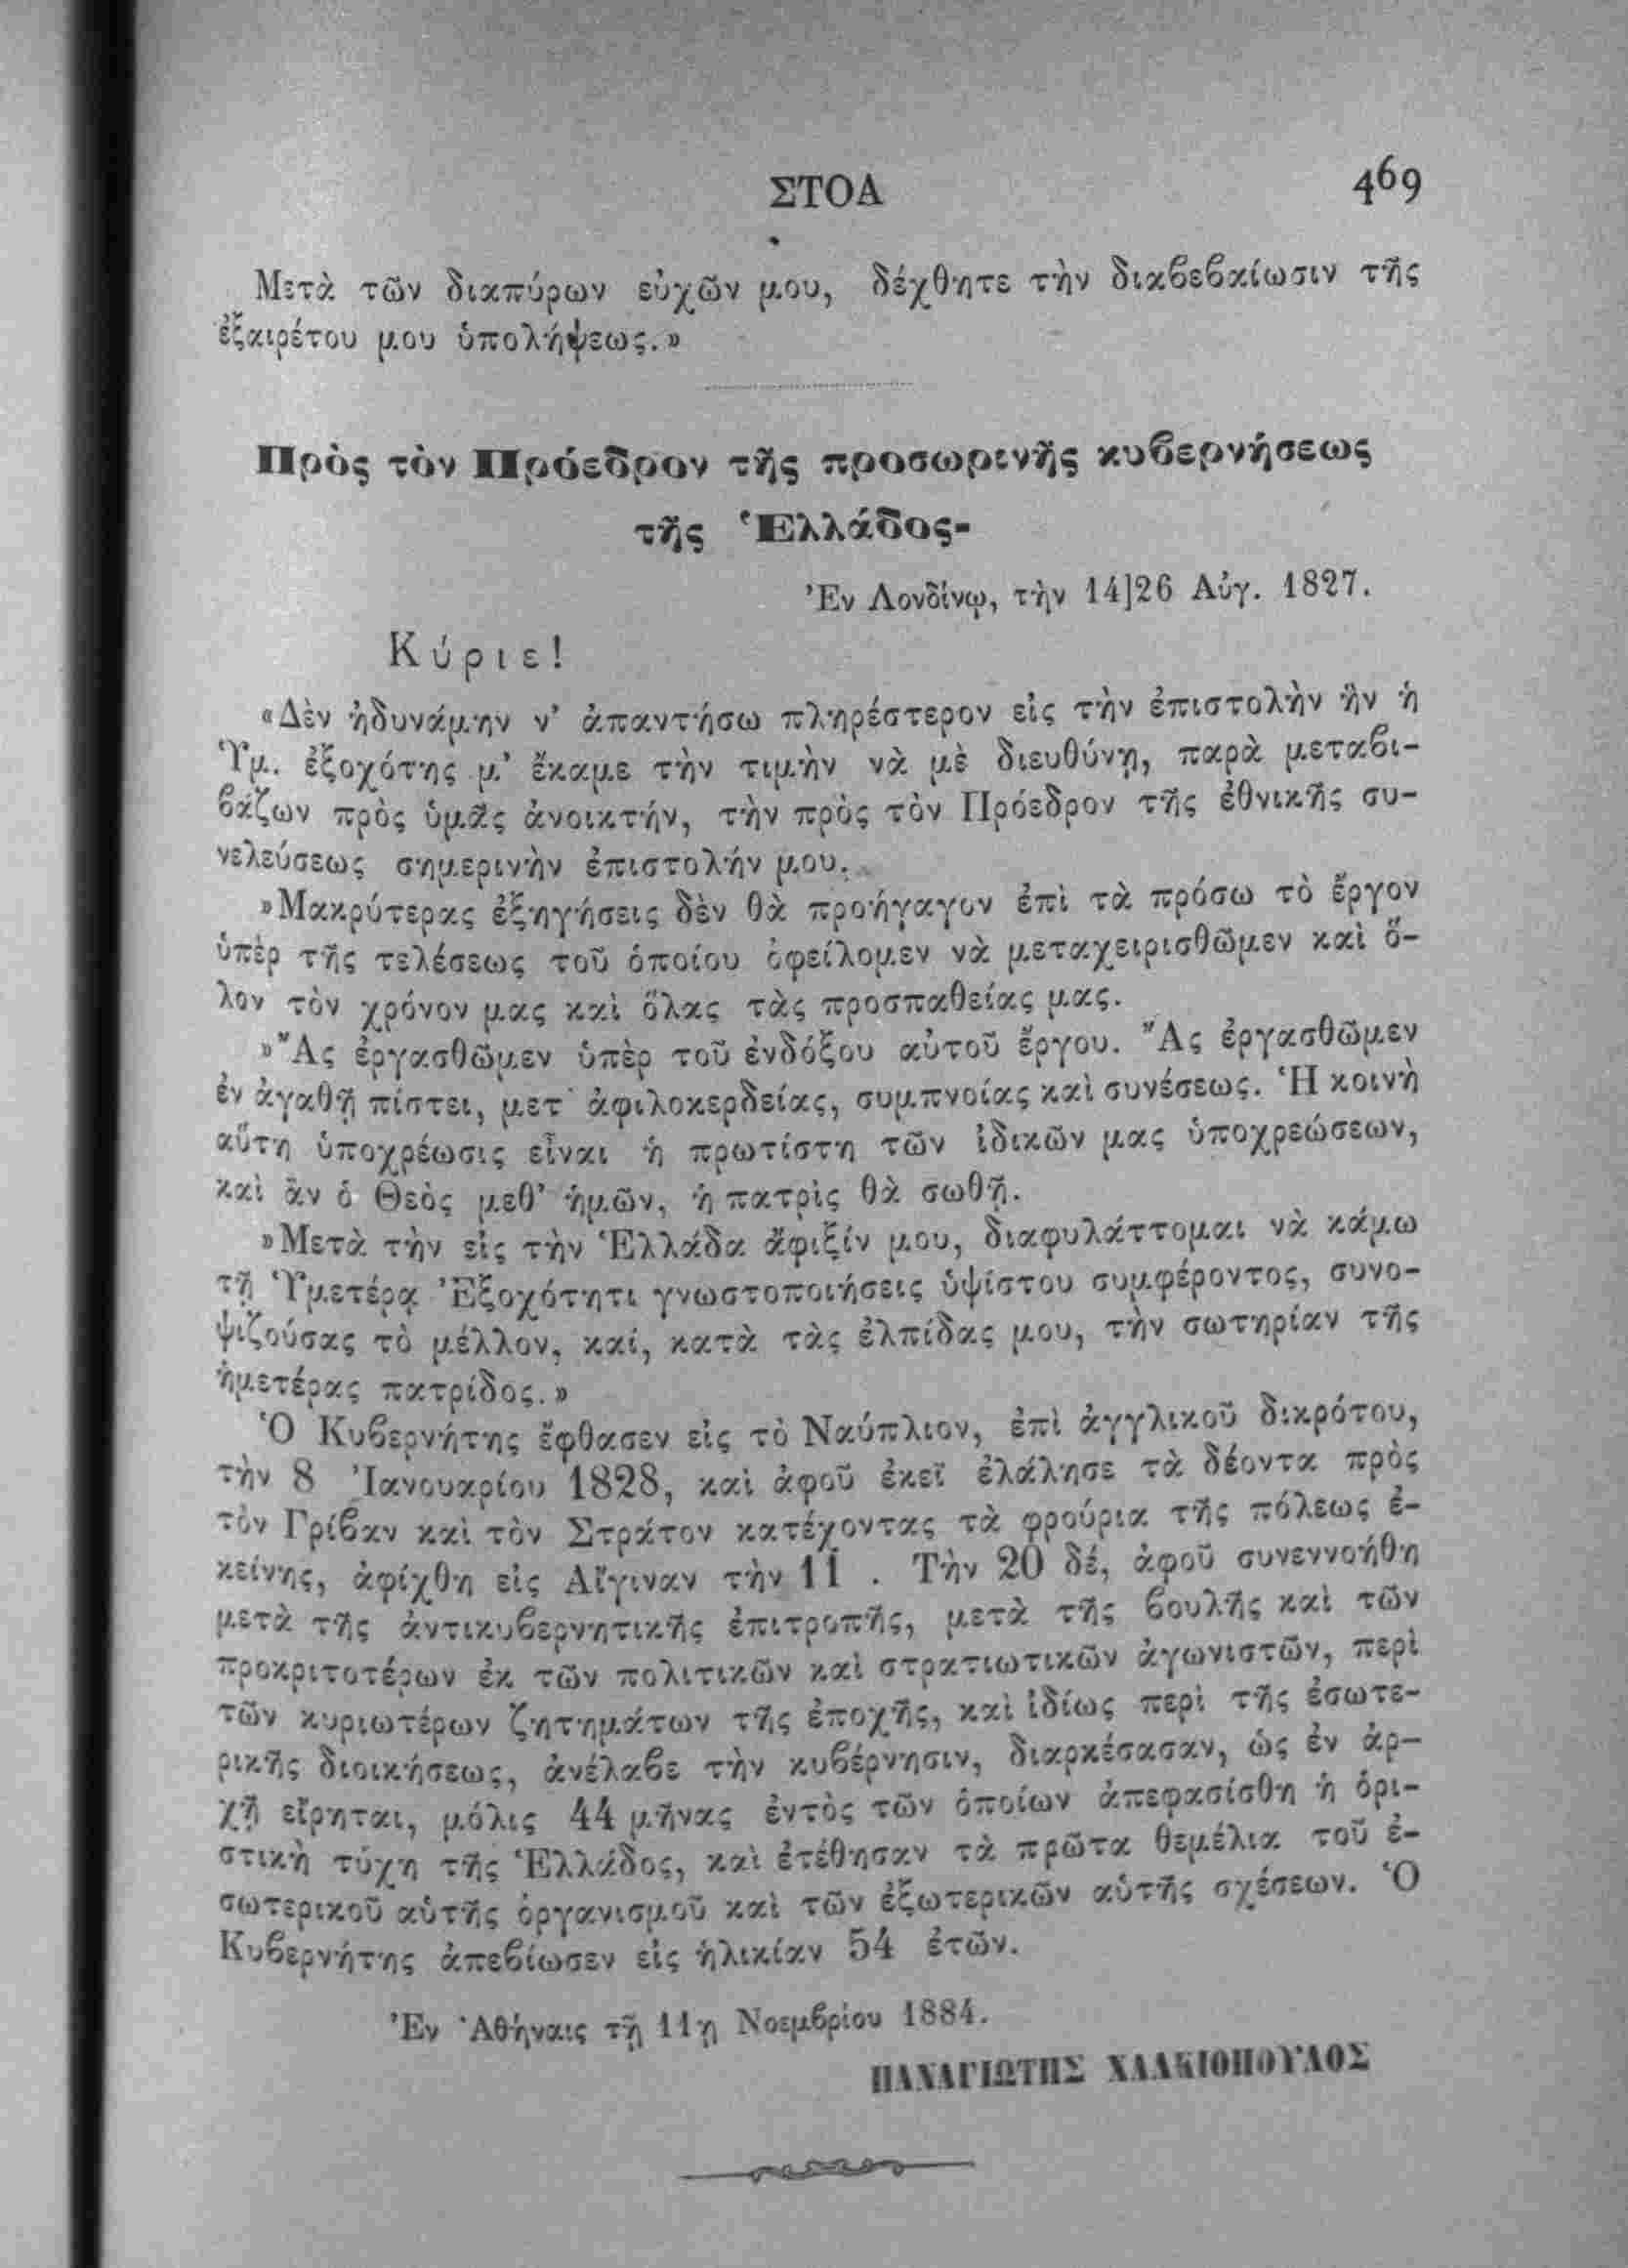 ΣΤΟΑ 469
Μετὰ τῶν διαπύρων εὐχῶν μου, δέχθητε τὴν διαβεβαίωσιν τῆς
ἐξαιρέτου μου ὑπολήψεως.»
Πρὸς τὸν Πρόεδρον τῆς προσωρινῆς κυβερνήσεως
τῆς Ἑλλάδος-
Ἐν Λονδίνῳ, τὴν 14]26 Αὐγ. 1827.
Κύριε!
«Δὲν ἠδυνάμην ν’ ἀπαντήσω πληρέστερον εἰς τὴν ἐπιστολὴν ἣν ἡ
Ὑμ. ἐξοχότης μ’ ἔκαμε τὴν τιμὴν νὰ μὲ διευθύνῃ, παρὰ μεταβι-
βάζων πρὸς ὑμᾶς ἀνοικτήν, τὴν πρὸς τὸν Πρόεδρον τῆς ἐθνικῆς συ-
νελεύσεως σημερινὴν ἐπιστολήν μου.
»Μακρύτερας ἐξηγήσεις δὲν θὰ προήγαγον ἐπὶ τὰ πρόσω τὸ ἔργον
ὑπὲρ τῆς τελέσεως τοῦ ὁποίου ὀφείλομεν νὰ μεταχειρισθῶμεν καὶ ὅ-
λον τὸν χρόνον μας καὶ ὅλας τὰς προσπαθείας μας.
»Ἂς ἐργασθῶμεν ὑπὲρ τοῦ ἐνδόξου αὐτοῦ ἔργου. Ἂς ἐργασθῶμεν
ἐν ἀγαθῇ πίστει, μετ’ ἀφιλοκερδείας, συμπνοίας καὶ συνέσεως. Ἡ κοινὴ
αὕτη ὑποχρέωσις εἶναι ἡ πρωτίστη τῶν ἰδικῶν μας ὑποχρεώσεων,
καὶ ἂν ὁ Θεὸς μεθ’ ἡμῶν, ἡ πατρὶς θὰ σωθῇ.
»Μετὰ τὴν εἰς τὴν Ἑλλάδα ἄφιξίν μου, διαφυλάττομαι νὰ κάμω
τῇ Ὑμετέρᾳ Ἐξοχότητι γνωστοποιήσεις ὑψίστου συμφέροντος, συνο-
ψιζούσας τὸ μέλλον, καί, κατὰ τὰς ἐλπίδας μου, τὴν σωτηρίαν τῆς
ἡμετέρας πατρίδος.»
Ὁ Κυβερνήτης ἔφθασεν εἰς τὸ Ναύπλιον, ἐπὶ ἀγγλικοῦ δικρότου,
τὴν 8 Ἰανουαρίου 1828, καὶ ἀφοῦ ἐκεῖ ἐλάλησε τὰ δέοντα πρὸς
τὸν Γρίβαν καὶ τὸν Στράτον κατέχοντας τὰ φρούρια τῆς πόλεως ἐ-
κείνης, ἀφίχθη εἰς Αἴγιναν τὴν 11 . Τὴν 20 δέ, ἀφοῦ συνεννοήθη
μετὰ τῆς ἀντικυβερνητικῆς ἐπιτροπῆς, μετὰ τῆς βουλῆς καὶ τῶν
προκριτοτέρων ἐκ τῶν πολιτικῶν καὶ στρατιωτικῶν ἀγωνιστῶν, περὶ
τῶν κυριωτέρων ζητημάτων τῆς ἐποχῆς, καὶ ἰδίως περὶ τῆς ἐσωτε-
ρικῆς διοικήσεως, ἀνέλαβε τὴν κυβέρνησιν, διαρκέσασαν, ὡς ἐν ἀρ-
χῇ εἴρηται, μόλις 44 μῆνας ἐντὸς τῶν ὁποίων ἀπεφασίσθη ἡ ὁρι-
στικὴ τύχη τῆς Ἑλλάδος, καὶ ἐτέθησαν τὰ πρῶτα θεμέλια τοῦ ἐ-
σωτερικοῦ αὑτῆς ὀργανισμοῦ καὶ τῶν ἐξωτερικῶν αὑτῆς σχέσεων. Ὁ
Κυβερνήτης ἀπεβίωσεν εἰς ἡλικίαν 54 ἐτῶν.
Ἐν Ἀθήναις τῇ 11ῃ Νοεμβρίου 1884.
ΠΑΝΑΓΙΩΤΗΣ ΧΑΛΚΙΟΠΟΥΛΟΣ